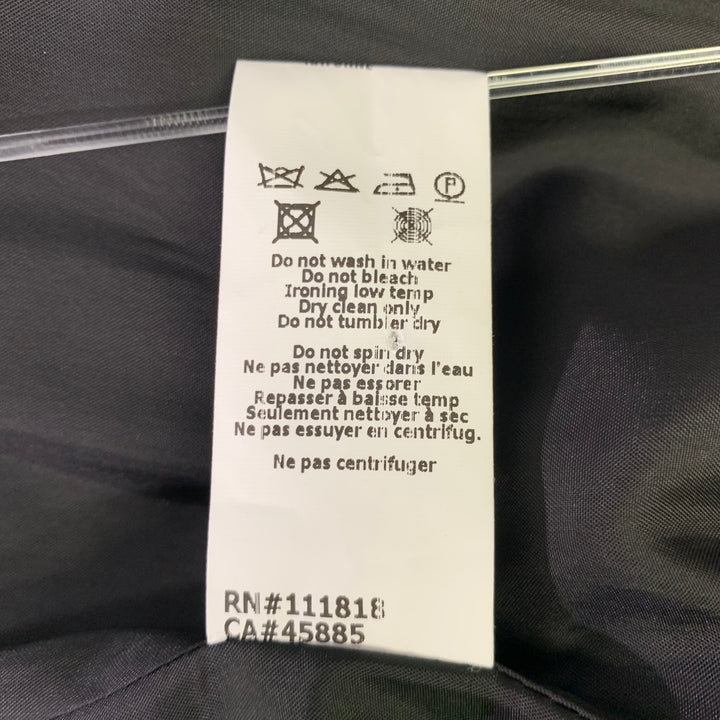 P
Do not wash in water
Do not bleach
Ironing low temp
Dry clean only
Do not tumbler dry
Do not spin dry
Ne pas nettoyer dans l'eau
Ne pas essorer
Repasser à baisse temp
Seulement nettoyer à sec
Ne pas essuyer en centrifug.
Ne pas centrifuger
RN#111818
CA#45885